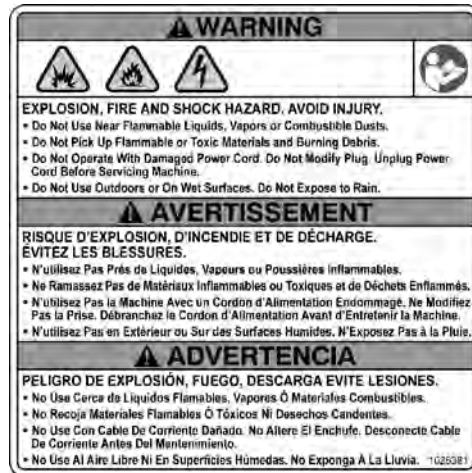 WARNING
EXPLOSION, FIRE AND SHOCK HAZARD. AVOID INJURY.
• Do Not Use Near Flammable Liquids, Vapors or Combustible Dusts.
• Do Not Pick Up Flammable or Toxic Materials and Burning Debris.
• Do Not Operate With Damaged Power Cord. Do Not Modify Plug. Unplug Power
Cord Before Servicing Machine.
• Do Not Use Outdoors or On Wet Surfaces. Do Not Expose to Rain.
AVERTISSEMENT
RISQUE D'EXPLOSION, D'INCENDIE ET DE DÉCHARGE.
ÉVITEZ LES BLESSURES.
• N'utilisez Pas Prés de Liquides, Vapeurs ou Poussières Inflammables.
• Ne Ramassez Pas de Matériaux Inflammables ou Toxiques et de Déchets Enflammés.
• N'utilisez Pas la Machine Avec un Cordon d'Alimentation Endommagé. Ne Modifiez
Pas la Prise. Débranchez le Cordon d'Alimentation Avant d'Entretenir la Machine.
• N'utilisez Pas en Extérieur ou Sur des Surfaces Humides. N'Exposez Pas à la Pluie.
ADVERTENCIA
PELIGRO DE EXPLOSIÓN, FUEGO, DESCARGA EVITE LESIONES.
• No Use Cerca de Líquidos Flamables, Vapores Ó Materiales Combustibles.
• No Recoja Materiales Flamables Ó Tóxicos Ni Desechos Candentes.
• No Use Con Cable De Corriente Dañado. No Altere El Enchufe. Desconecte Cable
De Corriente Antes Del Mantenimiento.
• No Use Al Aire Libre Ni En Superficies Húmedas. No Exponga À La Lluvia. 1026381